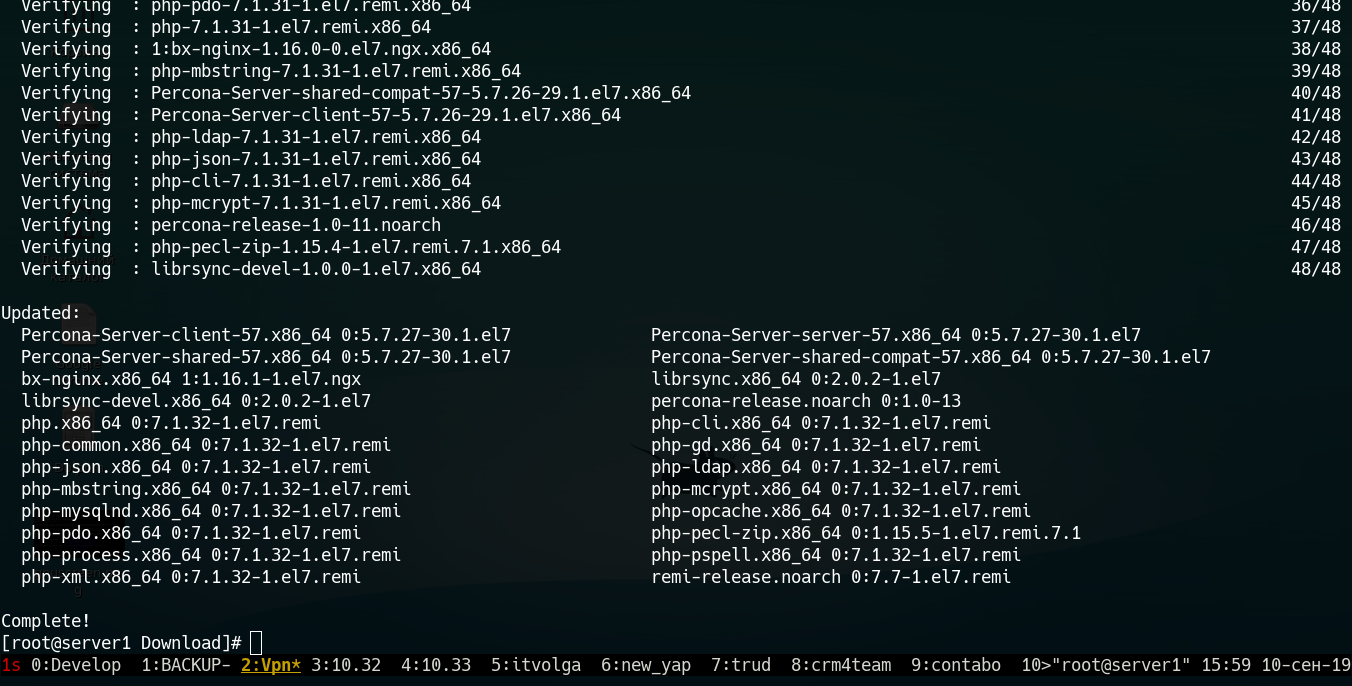 Verifying  : php-pdo-7.1.31-1.el7.remi.x86_64 36/48
Verifying  : php-7.1.31-1.el7.remi.x86_64 37/48
Verifying  : 1:bx-nginx-1.16.0-0.el7.ngx.x86_64 38/48
Verifying  : php-mbstring-7.1.31-1.el7.remi.x86_64 39/48
Verifying  : Percona-Server-shared-compat-57-5.7.26-29.1.el7.x86_64 40/48
Verifying  : Percona-Server-client-57-5.7.26-29.1.el7.x86_64 41/48
Verifying  : php-ldap-7.1.31-1.el7.remi.x86_64 42/48
Verifying  : php-json-7.1.31-1.el7.remi.x86_64 43/48
Verifying  : php-cli-7.1.31-1.el7.remi.x86_64 44/48
Verifying  : php-mcrypt-7.1.31-1.el7.remi.x86_64 45/48
Verifying  : percona-release-1.0-11.noarch 46/48
Verifying  : php-pecl-zip-1.15.4-1.el7.remi.7.1.x86_64 47/48
Verifying  : librsync-devel-1.0.0-1.el7.x86_64 48/48
Updated:
Percona-Server-client-57.x86_64 0:5.7.27-30.1.el7 Percona-Server-server-57.x86_64 0:5.7.27-30.1.el7
Percona-Server-shared-57.x86_64 0:5.7.27-30.1.el7 Percona-Server-shared-compat-57.x86_64 0:5.7.27-30.1.el7
bx-nginx.x86_64 1:1.16.1-1.el7.ngx librsync.x86_64 0:2.0.2-1.el7
librsync-devel.x86_64 0:2.0.2-1.el7 percona-release.noarch 0:1.0-13
php.x86_64 0:7.1.32-1.el7.remi php-cli.x86_64 0:7.1.32-1.el7.remi
php-common.x86_64 0:7.1.32-1.el7.remi php-gd.x86_64 0:7.1.32-1.el7.remi
php-json.x86_64 0:7.1.32-1.el7.remi php-ldap.x86_64 0:7.1.32-1.el7.remi
php-mbstring.x86_64 0:7.1.32-1.el7.remi php-mcrypt.x86_64 0:7.1.32-1.el7.remi
php-mysqlnd.x86_64 0:7.1.32-1.el7.remi php-opcache.x86_64 0:7.1.32-1.el7.remi
php-pdo.x86_64 0:7.1.32-1.el7.remi php-pecl-zip.x86_64 0:1.15.5-1.el7.remi.7.1
php-process.x86_64 0:7.1.32-1.el7.remi php-pspell.x86_64 0:7.1.32-1.el7.remi
php-xml.x86_64 0:7.1.32-1.el7.remi remi-release.noarch 0:7.7-1.el7.remi
Complete!
[root@server1 Download]#
1s 0:Develop  1:BACKUP- 2:Vpn* 3:10.32  4:10.33  5:itvolga  6:new_yap  7:trud  8:crm4team  9:contabo  10>"root@server1" 15:59 10-сен-19